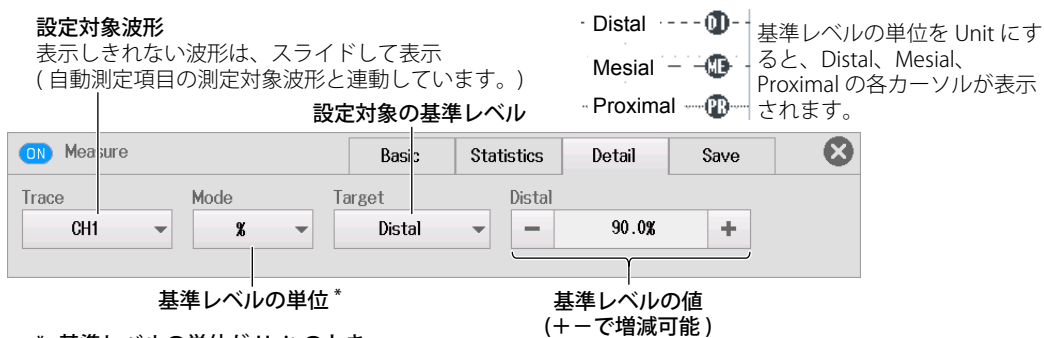 設定対象波形
表示しきれない波形は、スライドして表示
( 自動測定項目の測定対象波形と連動しています。)
設定対象の基準レベル
Distal DI
Mesial ME
Proximal PR
基準レベルの単位を Unit にす
ると、Distal、Mesial、
Proximal の各カーソルが表示
されます。
ON Measure Basic Statistics Detail Save
Trace Mode Target Distal
CH1 % Distal − 90.0% +
基準レベルの単位 *
基準レベルの値
(+−で増減可能 )